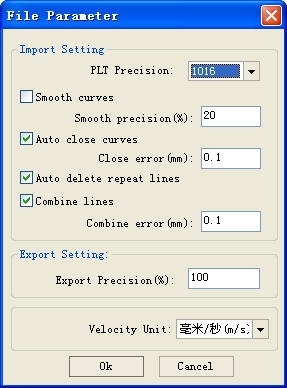 File Parameter
Import Setting
PLT Precision: 1016
Smooth curves
Smooth precision(%): 20
Auto close curves
Close error(mm): 0.1
Auto delete repeat lines
Combine lines
Combine error(mm): 0.1
Export Setting:
Export Precision(%): 100
Velocity Unit: 毫米/秒(m/s)
Ok Cancel